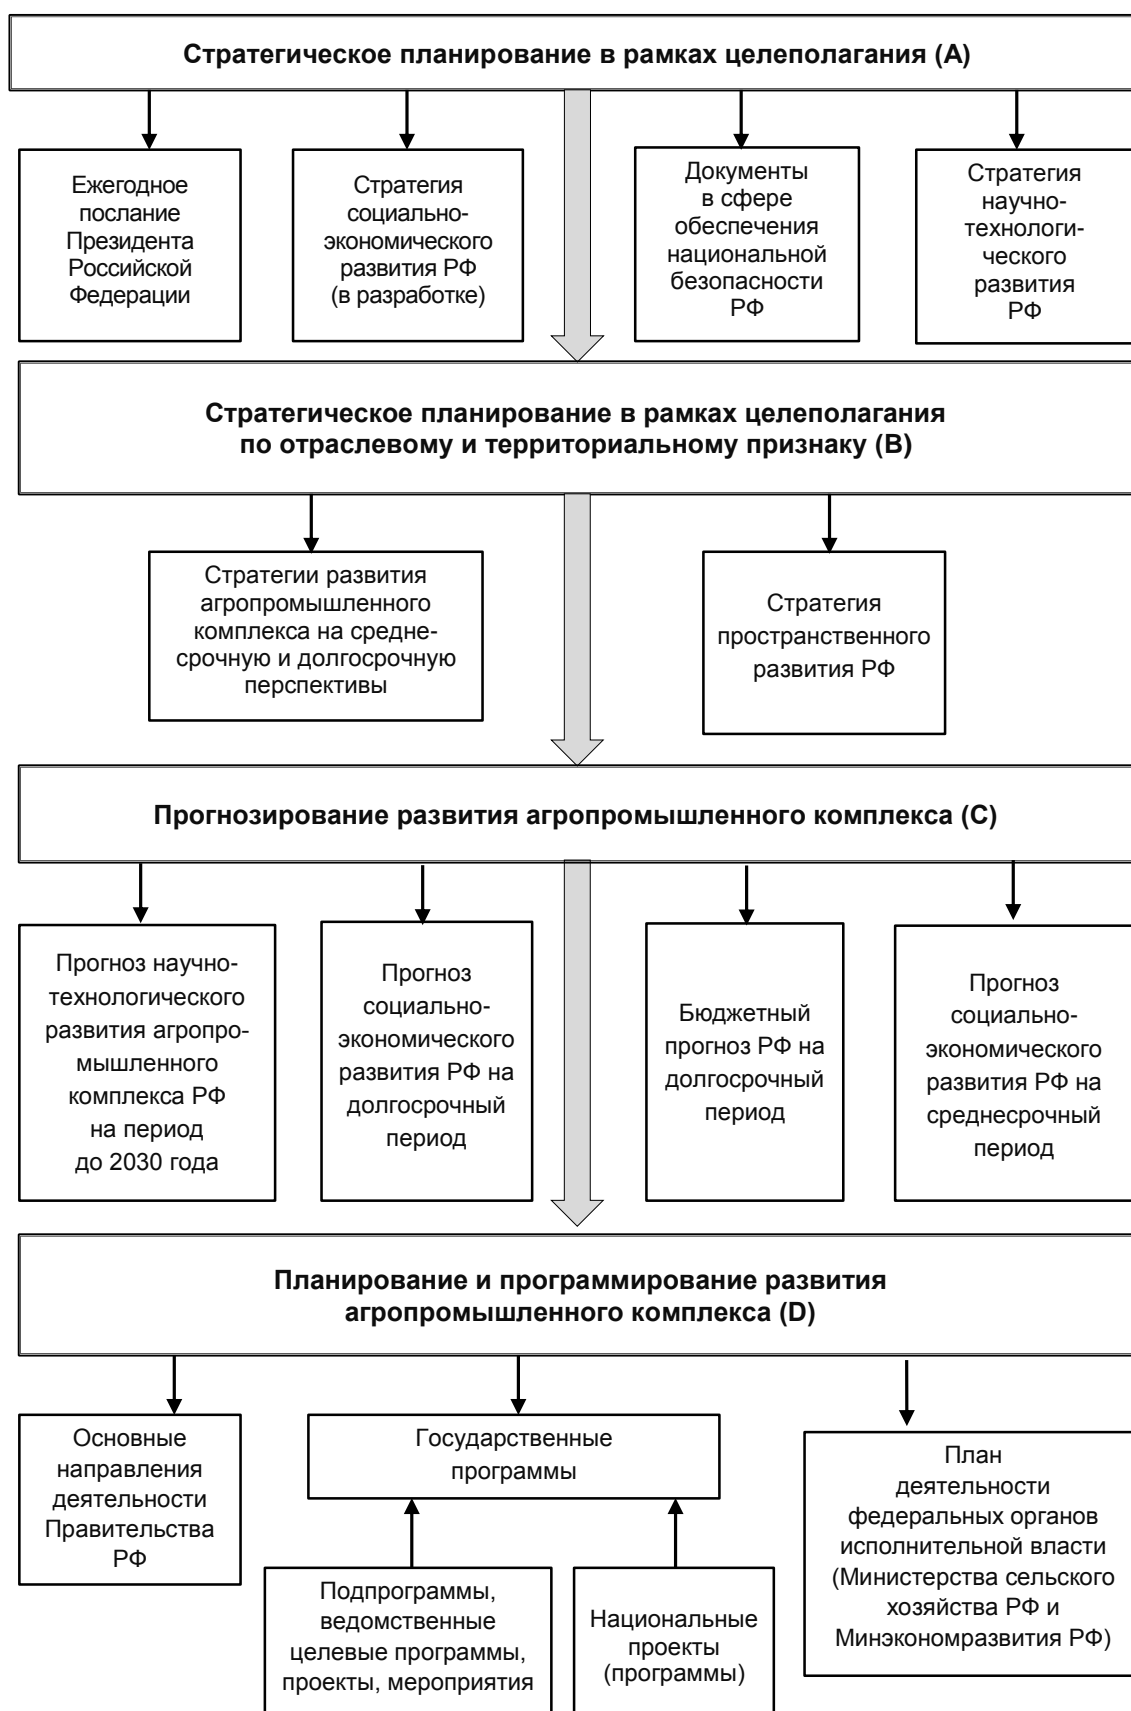 Стратегическое планирование в рамках целеполагания (A)
Ежегодное
послание
Президента
Российской
Федерации
Стратегия
социально-
экономического
развития РФ
(в разработке)
Документы
в сфере
обеспечения
национальной
безопасности
РФ
Стратегия
научно-
технологи-
ческого
развития
РФ
Стратегическое планирование в рамках целеполагания
по отраслевому и территориальному признаку (B)
Стратегии развития
агропромышленного
комплекса на средне-
срочную и долгосрочную
перспективы
Стратегия
пространственного
развития РФ
Прогнозирование развития агропромышленного комплекса (C)
Прогноз научно-
технологического
развития агропро-
мышленного
комплекса РФ
на период
до 2030 года
Прогноз
социально-
экономического
развития РФ на
долгосрочный
период
Бюджетный
прогноз РФ на
долгосрочный
период
Прогноз
социально-
экономического
развития РФ на
среднесрочный
период
Планирование и программирование развития
агропромышленного комплекса (D)
Основные
направления
деятельности
Правительства
РФ
Государственные
программы
План
деятельности
федеральных органов
исполнительной власти
(Министерства сельского
хозяйства РФ и
Минэкономразвития РФ)
Подпрограммы,
ведомственные
целевые программы,
проекты, мероприятия
Национальные
проекты
(программы)